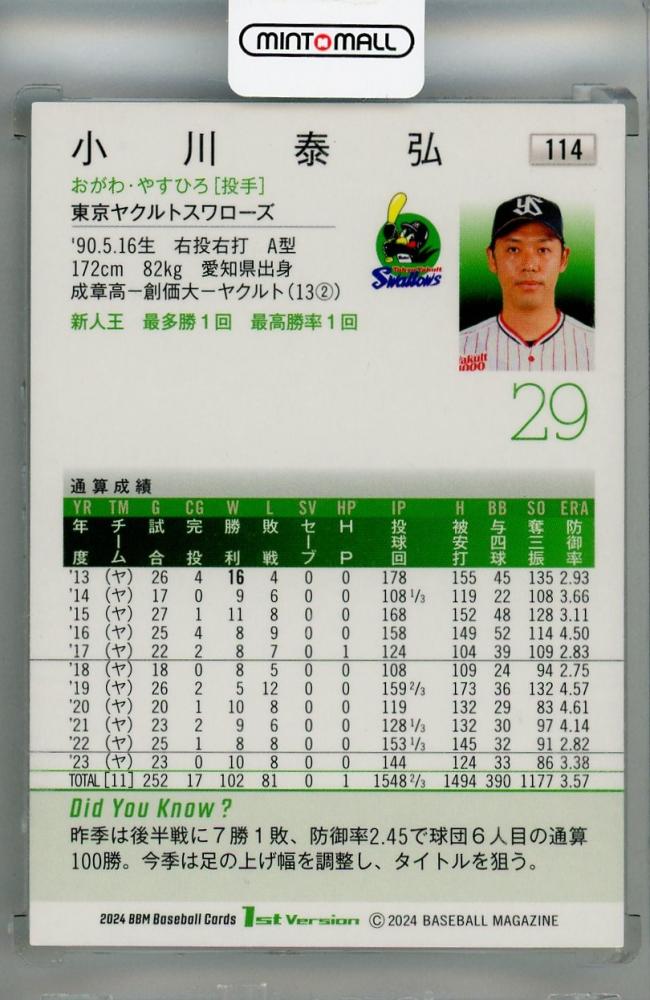 MINT MALL
小川泰弘 114
おがわ・やすひろ［投手］
東京ヤクルトスワローズ
'90.5.16生 右投右打 A型
172cm 82kg 愛知県出身
成章高－創価大－ヤクルト（13②）
新人王 最多勝1回 最高勝率1回
Tokyo Yakult
Swallows
YS
akult
1000
29
通算成績
YR TM G CG W L SV HP IP H BB SO ERA
年度 チーム 試合 完投 勝利 敗戦 セーブ HP 投球回 被安打 与四球 奪三振 防御率
'13 (ヤ) 26 4 16 4 0 0 178 155 45 135 2.93
'14 (ヤ) 17 0 9 6 0 0 108 1/3 119 22 108 3.66
'15 (ヤ) 27 1 11 8 0 0 168 152 48 128 3.11
'16 (ヤ) 25 4 8 9 0 0 158 149 52 114 4.50
'17 (ヤ) 22 2 8 7 0 1 124 104 39 109 2.83
'18 (ヤ) 18 0 8 5 0 0 108 109 24 94 2.75
'19 (ヤ) 26 2 5 12 0 0 159 2/3 173 36 132 4.57
'20 (ヤ) 20 1 10 8 0 0 119 132 29 83 4.61
'21 (ヤ) 23 2 9 6 0 0 128 1/3 132 30 97 4.14
'22 (ヤ) 25 1 8 8 0 0 153 1/3 145 32 91 2.82
'23 (ヤ) 23 0 10 8 0 0 144 124 33 86 3.38
TOTAL [11] 252 17 102 81 0 1 1548 2/3 1494 390 1177 3.57
Did You Know?
昨季は後半戦に7勝1敗、防御率2.45で球団6人目の通算
100勝。今季は足の上げ幅を調整し、タイトルを狙う。
2024 BBM Baseball Cards 1st Version © 2024 BASEBALL MAGAZINE